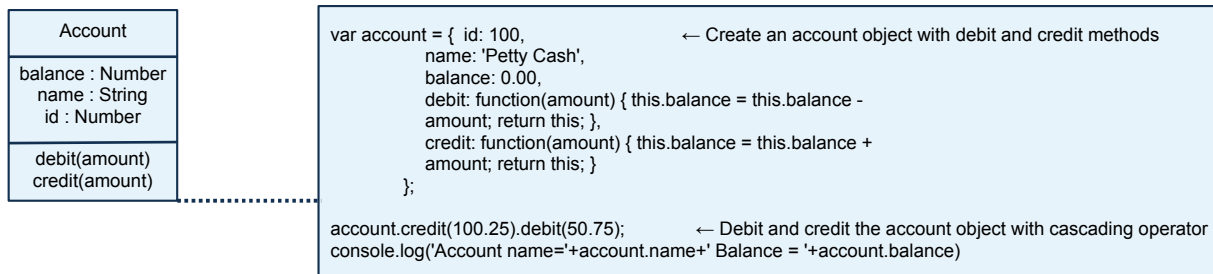 Account
balance : Number
name : String
id : Number
debit(amount)
credit(amount)
var account = { id: 100, ← Create an account object with debit and credit methods
name: 'Petty Cash',
balance: 0.00,
debit: function(amount) { this.balance = this.balance -
amount; return this; },
credit: function(amount) { this.balance = this.balance +
amount; return this; }
};
account.credit(100.25).debit(50.75); ← Debit and credit the account object with cascading operator
console.log('Account name='+account.name+' Balance = '+account.balance)